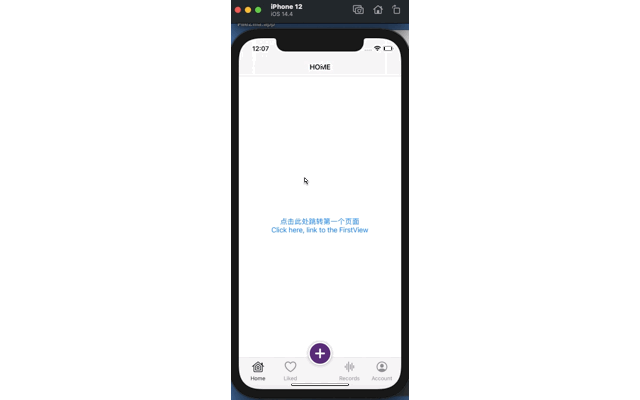 iPhone 12
iOS 14.4
12:07
HOME
点击此处跳转第一个页面
Click here, link to the FirstView
Home
Liked
Records
Account